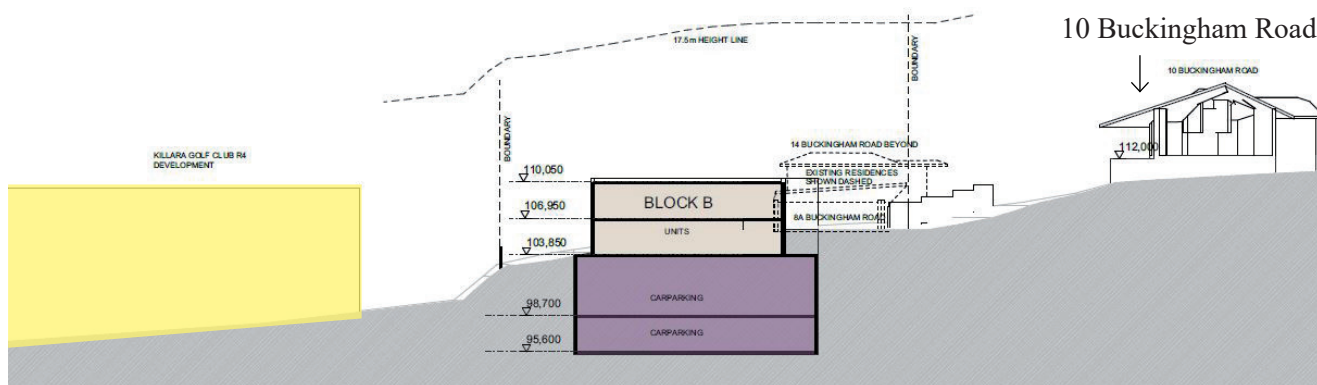 10 Buckingham Road
17.5m HEIGHT LINE
BOUNDARY
10 BUCKINGHAM ROAD
BOUNDARY
14 BUCKINGHAM ROAD BEYOND
112,000
KILLARA GOLF CLUB R4
DEVELOPMENT
110,050
EXISTING RESIDENCES
SHOWN DASHED
BLOCK B
106,950
8A BUCKINGHAM ROAD
UNITS
103,850
CARPARKING
98,700
CARPARKING
95,600